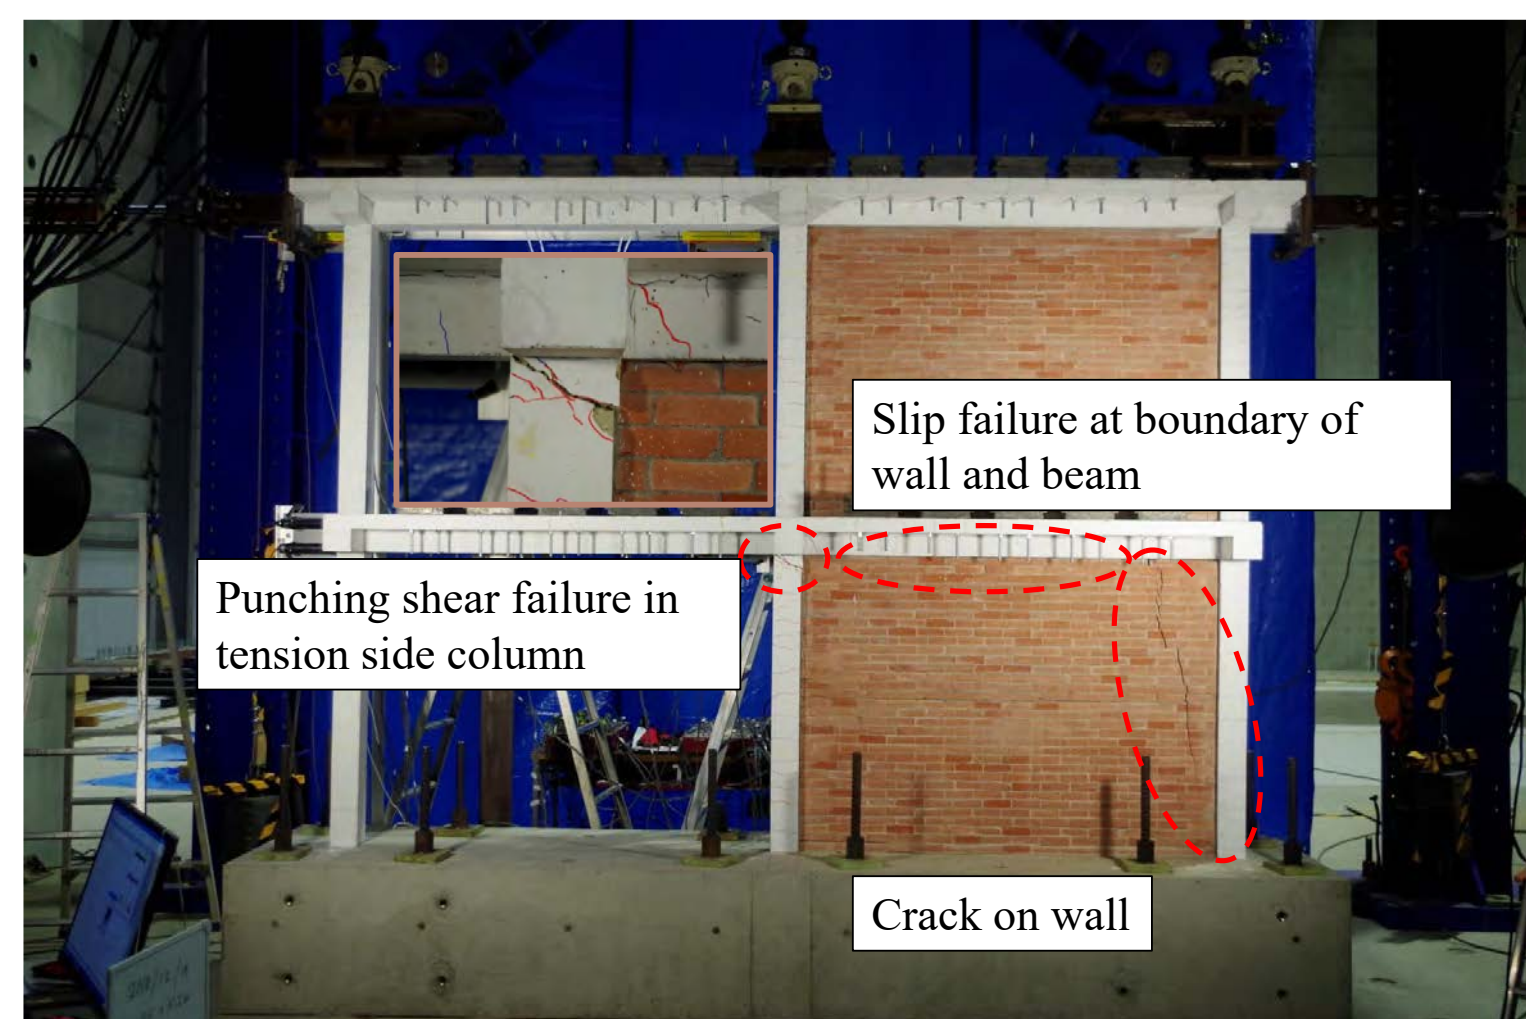 Slip failure at boundary of
wall and beam
Punching shear failure in
tension side column
Crack on wall